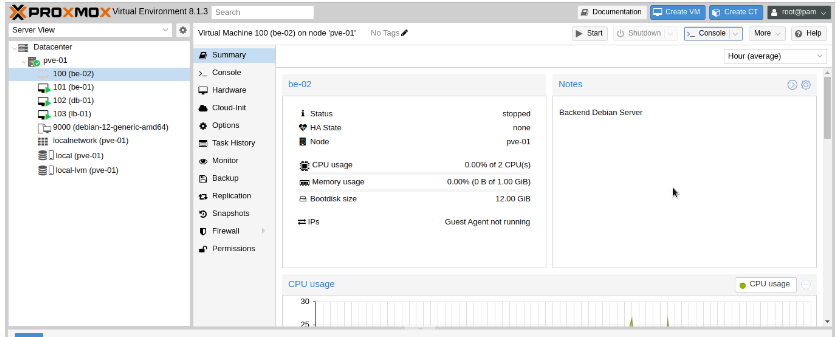 PROXMOX Virtual Environment 8.1.3 Search Documentation Create VM Create CT root@pam
Server View Virtual Machine 100 (be-02) on node 'pve-01' No Tags Start Shutdown Console More Help
Datacenter
pve-01
100 (be-02)
101 (be-01)
102 (db-01)
103 (lb-01)
9000 (debian-12-generic-amd64)
localnetwork (pve-01)
local (pve-01)
local-lvm (pve-01)
Summary
Console
Hardware
Cloud-Init
Options
Task History
Monitor
Backup
Replication
Snapshots
Firewall
Permissions
Hour (average)
be-02
Status stopped
HA State none
Node pve-01
CPU usage 0.00% of 2 CPU(s)
Memory usage 0.00% (0 B of 1.00 GiB)
Bootdisk size 12.00 GiB
IPs Guest Agent not running
Notes
Backend Debian Server
CPU usage CPU usage
30
25